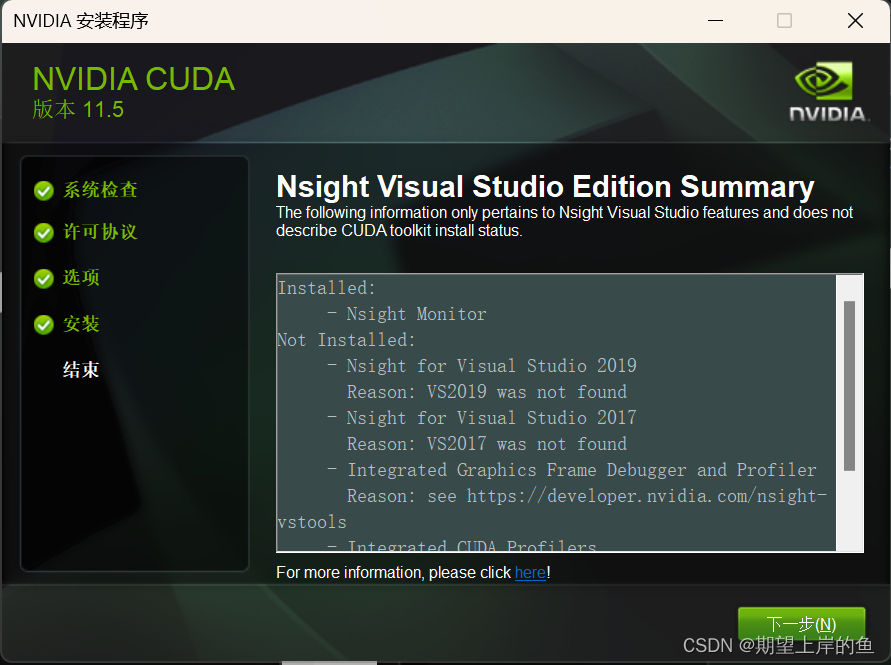 NVIDIA 安装程序
NVIDIA CUDA
版本 11.5
NVIDIA.
系统检查
许可协议
选项
安装
结束
Nsight Visual Studio Edition Summary
The following information only pertains to Nsight Visual Studio features and does not
describe CUDA toolkit install status.
Installed:
- Nsight Monitor
Not Installed:
- Nsight for Visual Studio 2019
Reason: VS2019 was not found
- Nsight for Visual Studio 2017
Reason: VS2017 was not found
- Integrated Graphics Frame Debugger and Profiler
Reason: see https://developer.nvidia.com/nsight-
vstools
- Integrated CUDA Profilers
For more information, please click here!
下一步(N)
CSDN @期望上岸的鱼